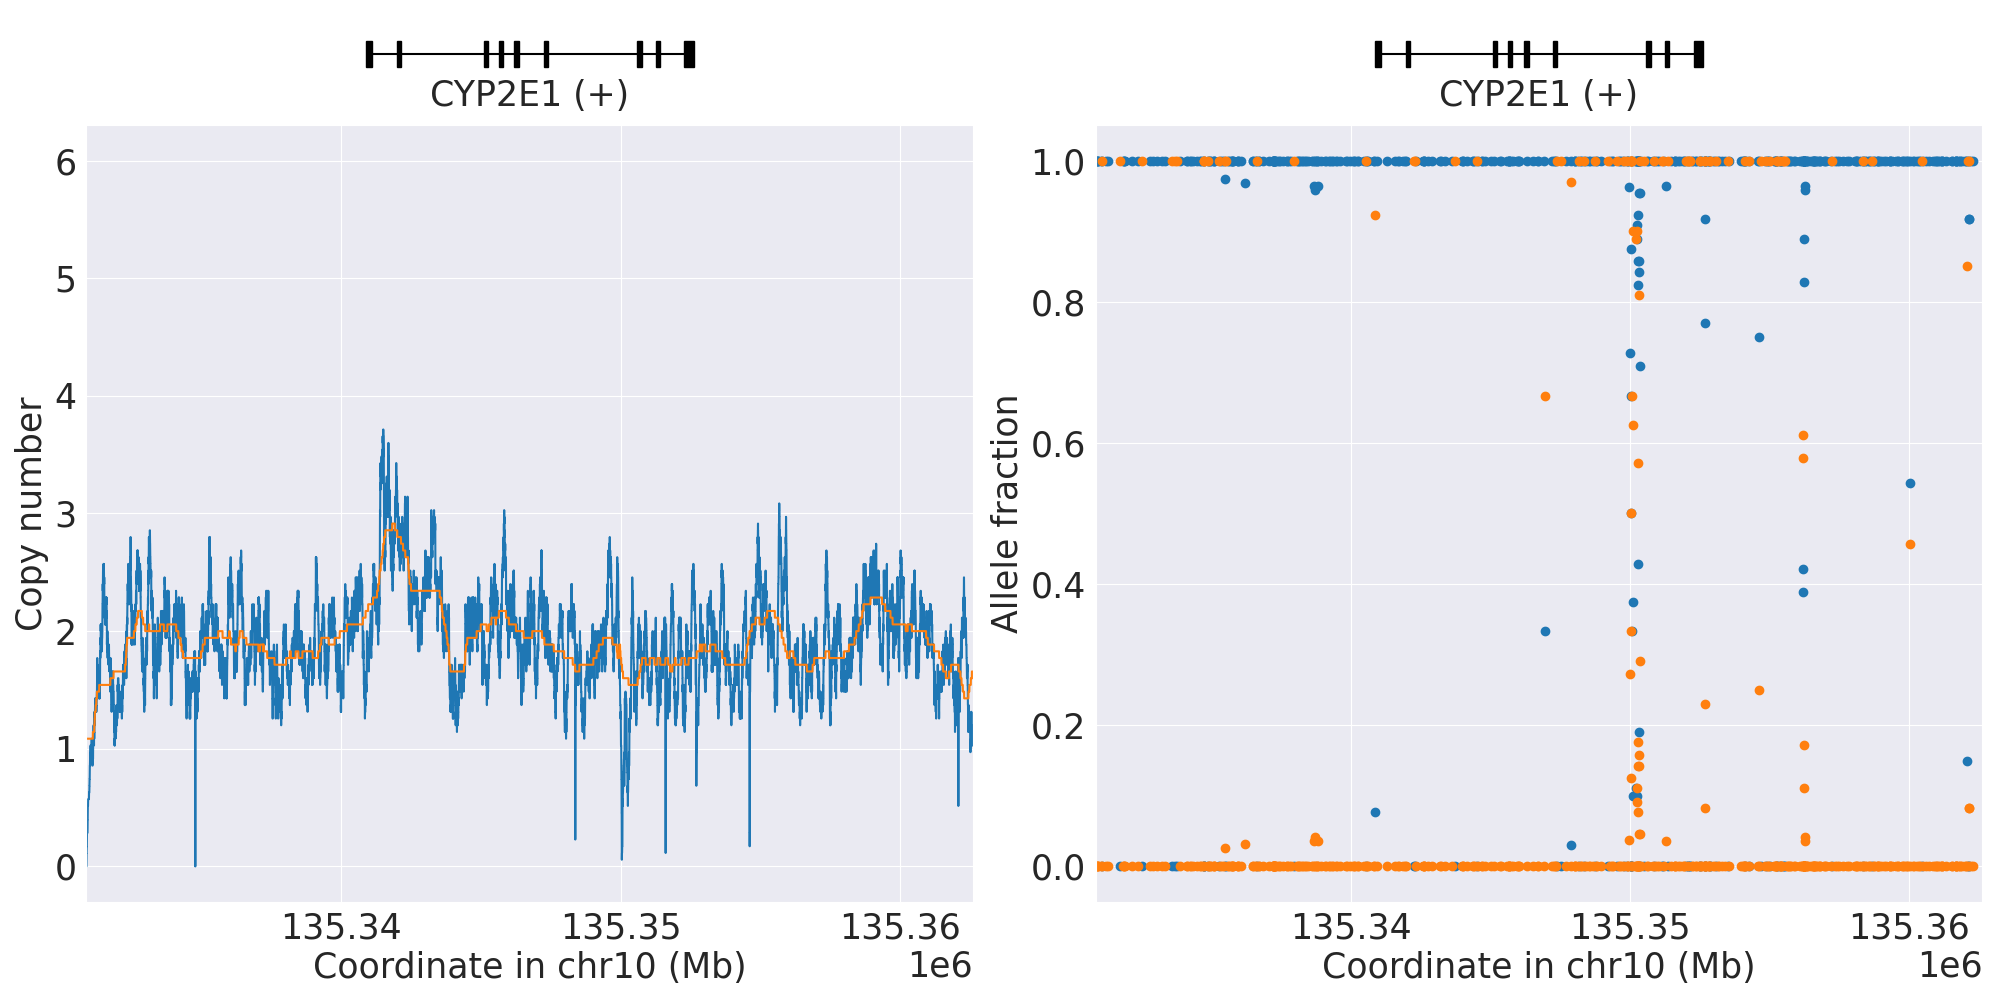 CYP2E1 (+)
6
5
4
3
2
1
0
Copy number
135.34 135.35 135.36
Coordinate in chr10 (Mb)
1e6
CYP2E1 (+)
1.0
0.8
0.6
0.4
0.2
0.0
Allele fraction
135.34 135.35 135.36
Coordinate in chr10 (Mb)
1e6